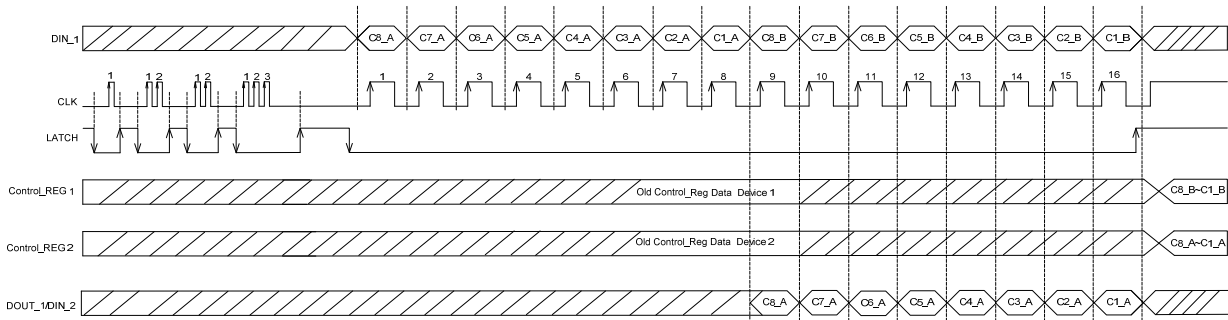 DIN_1
C8_A C7_A C6_A C5_A C4_A C3_A C2_A C1_A C8_B C7_B C6_B C5_B C4_B C3_B C2_B C1_B
CLK
1 1 2 1 2 1 2 3 1 2 3 4 5 6 7 8 9 10 11 12 13 14 15 16
LATCH
Control_REG 1
Old Control_Reg Data Device 1
C8_B~C1_B
Control_REG 2
Old Control_Reg Data Device 2
C8_A~C1_A
DOUT_1/DIN_2
C8_A C7_A C6_A C5_A C4_A C3_A C2_A C1_A